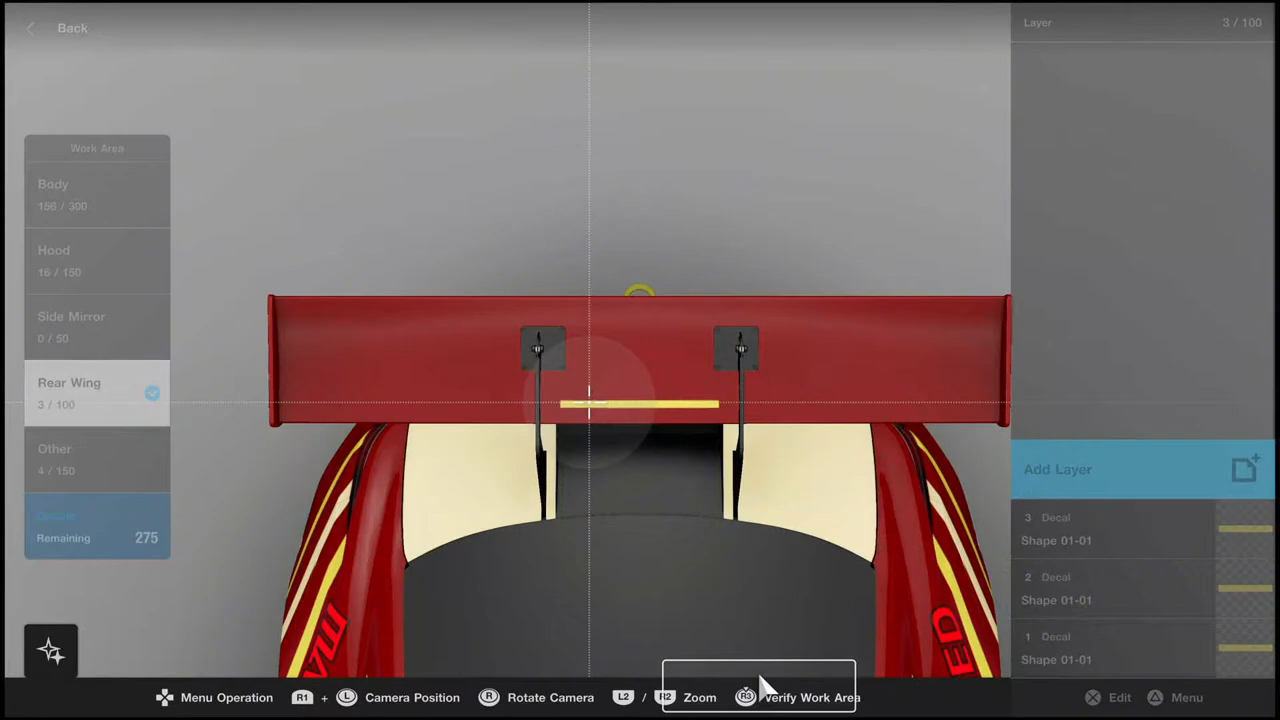 Back
Layer 3 / 100
Work Area
Body
156 / 300
Hood
16 / 150
Side Mirror
0 / 50
Rear Wing
3 / 100
Other
4 / 150
Remaining 275
Add Layer
3 Decal
Shape 01-01
2 Decal
Shape 01-01
1 Decal
Shape 01-01
ED
Menu Operation R1 + L Camera Position R Rotate Camera L2 / R2 Zoom R3 Verify Work Area Edit Menu